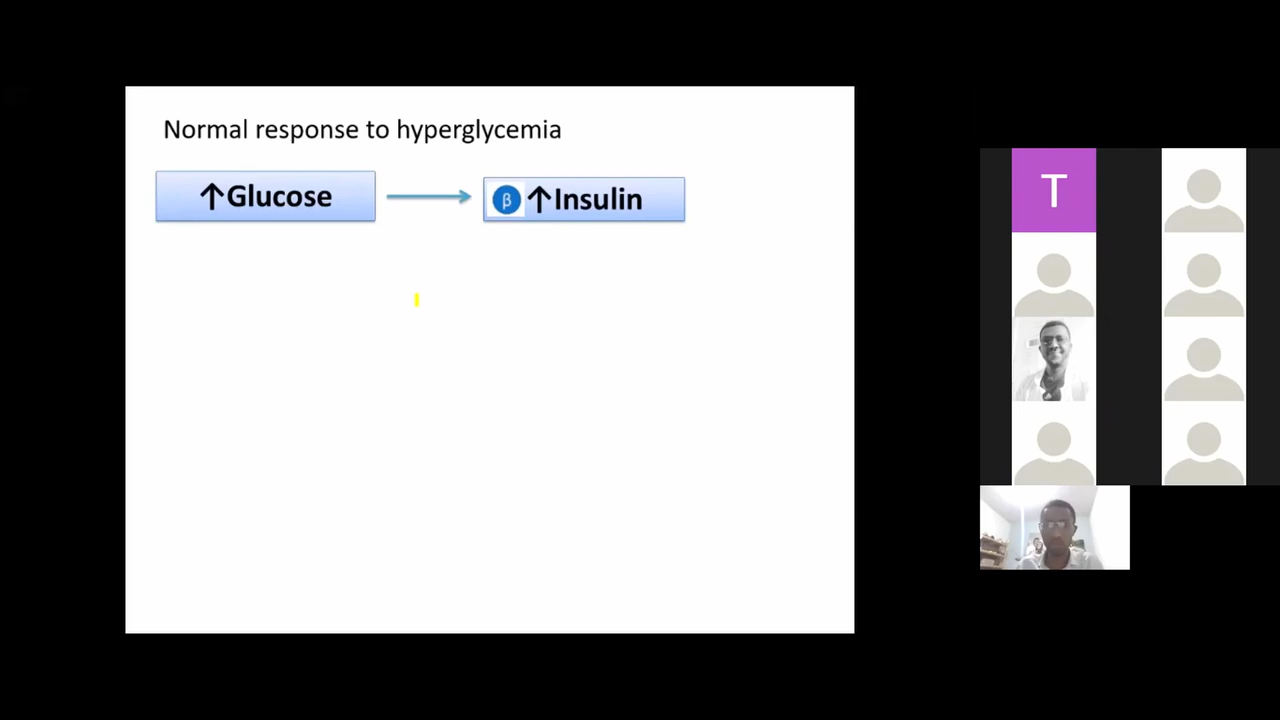 Normal response to hyperglycemia
↑Glucose
β ↑Insulin
T